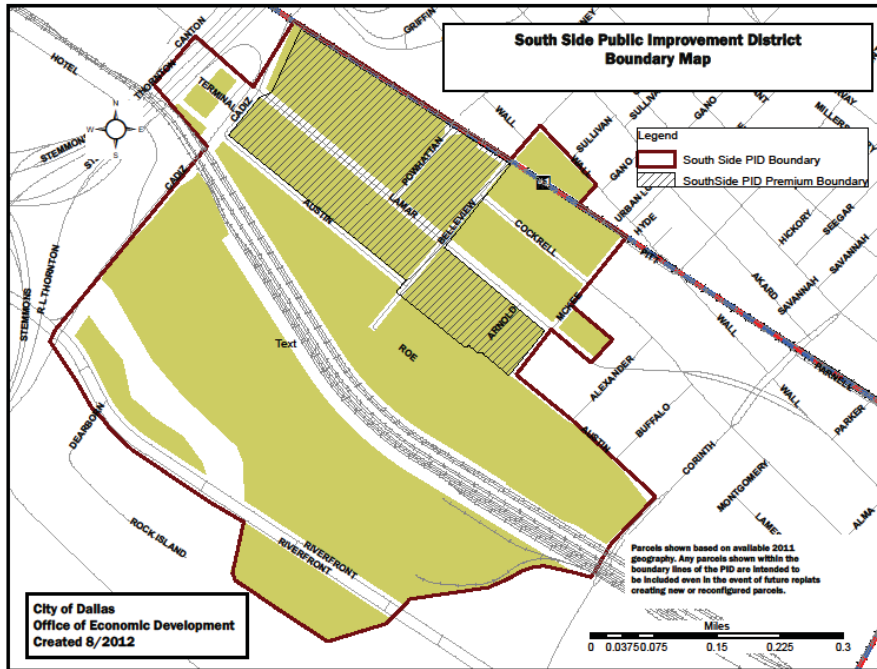 South Side Public Improvement District
Boundary Map
Legend
South Side PID Boundary
SouthSide PID Premium Boundary
GRIFFIN
CANTON
HOTEL
THORNTON
TERMINAL
CADIZ
N
W
E
S
STEMMONS
CADIZ
WALL
SULLIVAN
GANO
MILLERS
WALL
GANO
POWHATTAN
LAMAR
AUSTIN
BELLEVIEW
COCKRELL
HYDE
HICKORY
SEEGAR
SAVANNAH
AKARD
SAVANNAH
R.L THORNTON
STEMMONS
Text
ROE
ARNOLD
MCKEE
WALL
PARNELL
ALEXANDER
WALL
PARKER
BUFFALO
AUSTIN
CORINTH
MONTGOMERY
ALMA
DEARBORN
ROCK ISLAND
RIVERFRONT
RIVERFRONT
Parcels shown based on available 2011
geography. Any parcels shown within the
boundary lines of the PID are intended to
be included even in the event of future replats
creating new or reconfigured parcels.
City of Dallas
Office of Economic Development
Created 8/2012
Miles
0 0.0375 0.075 0.15 0.225 0.3